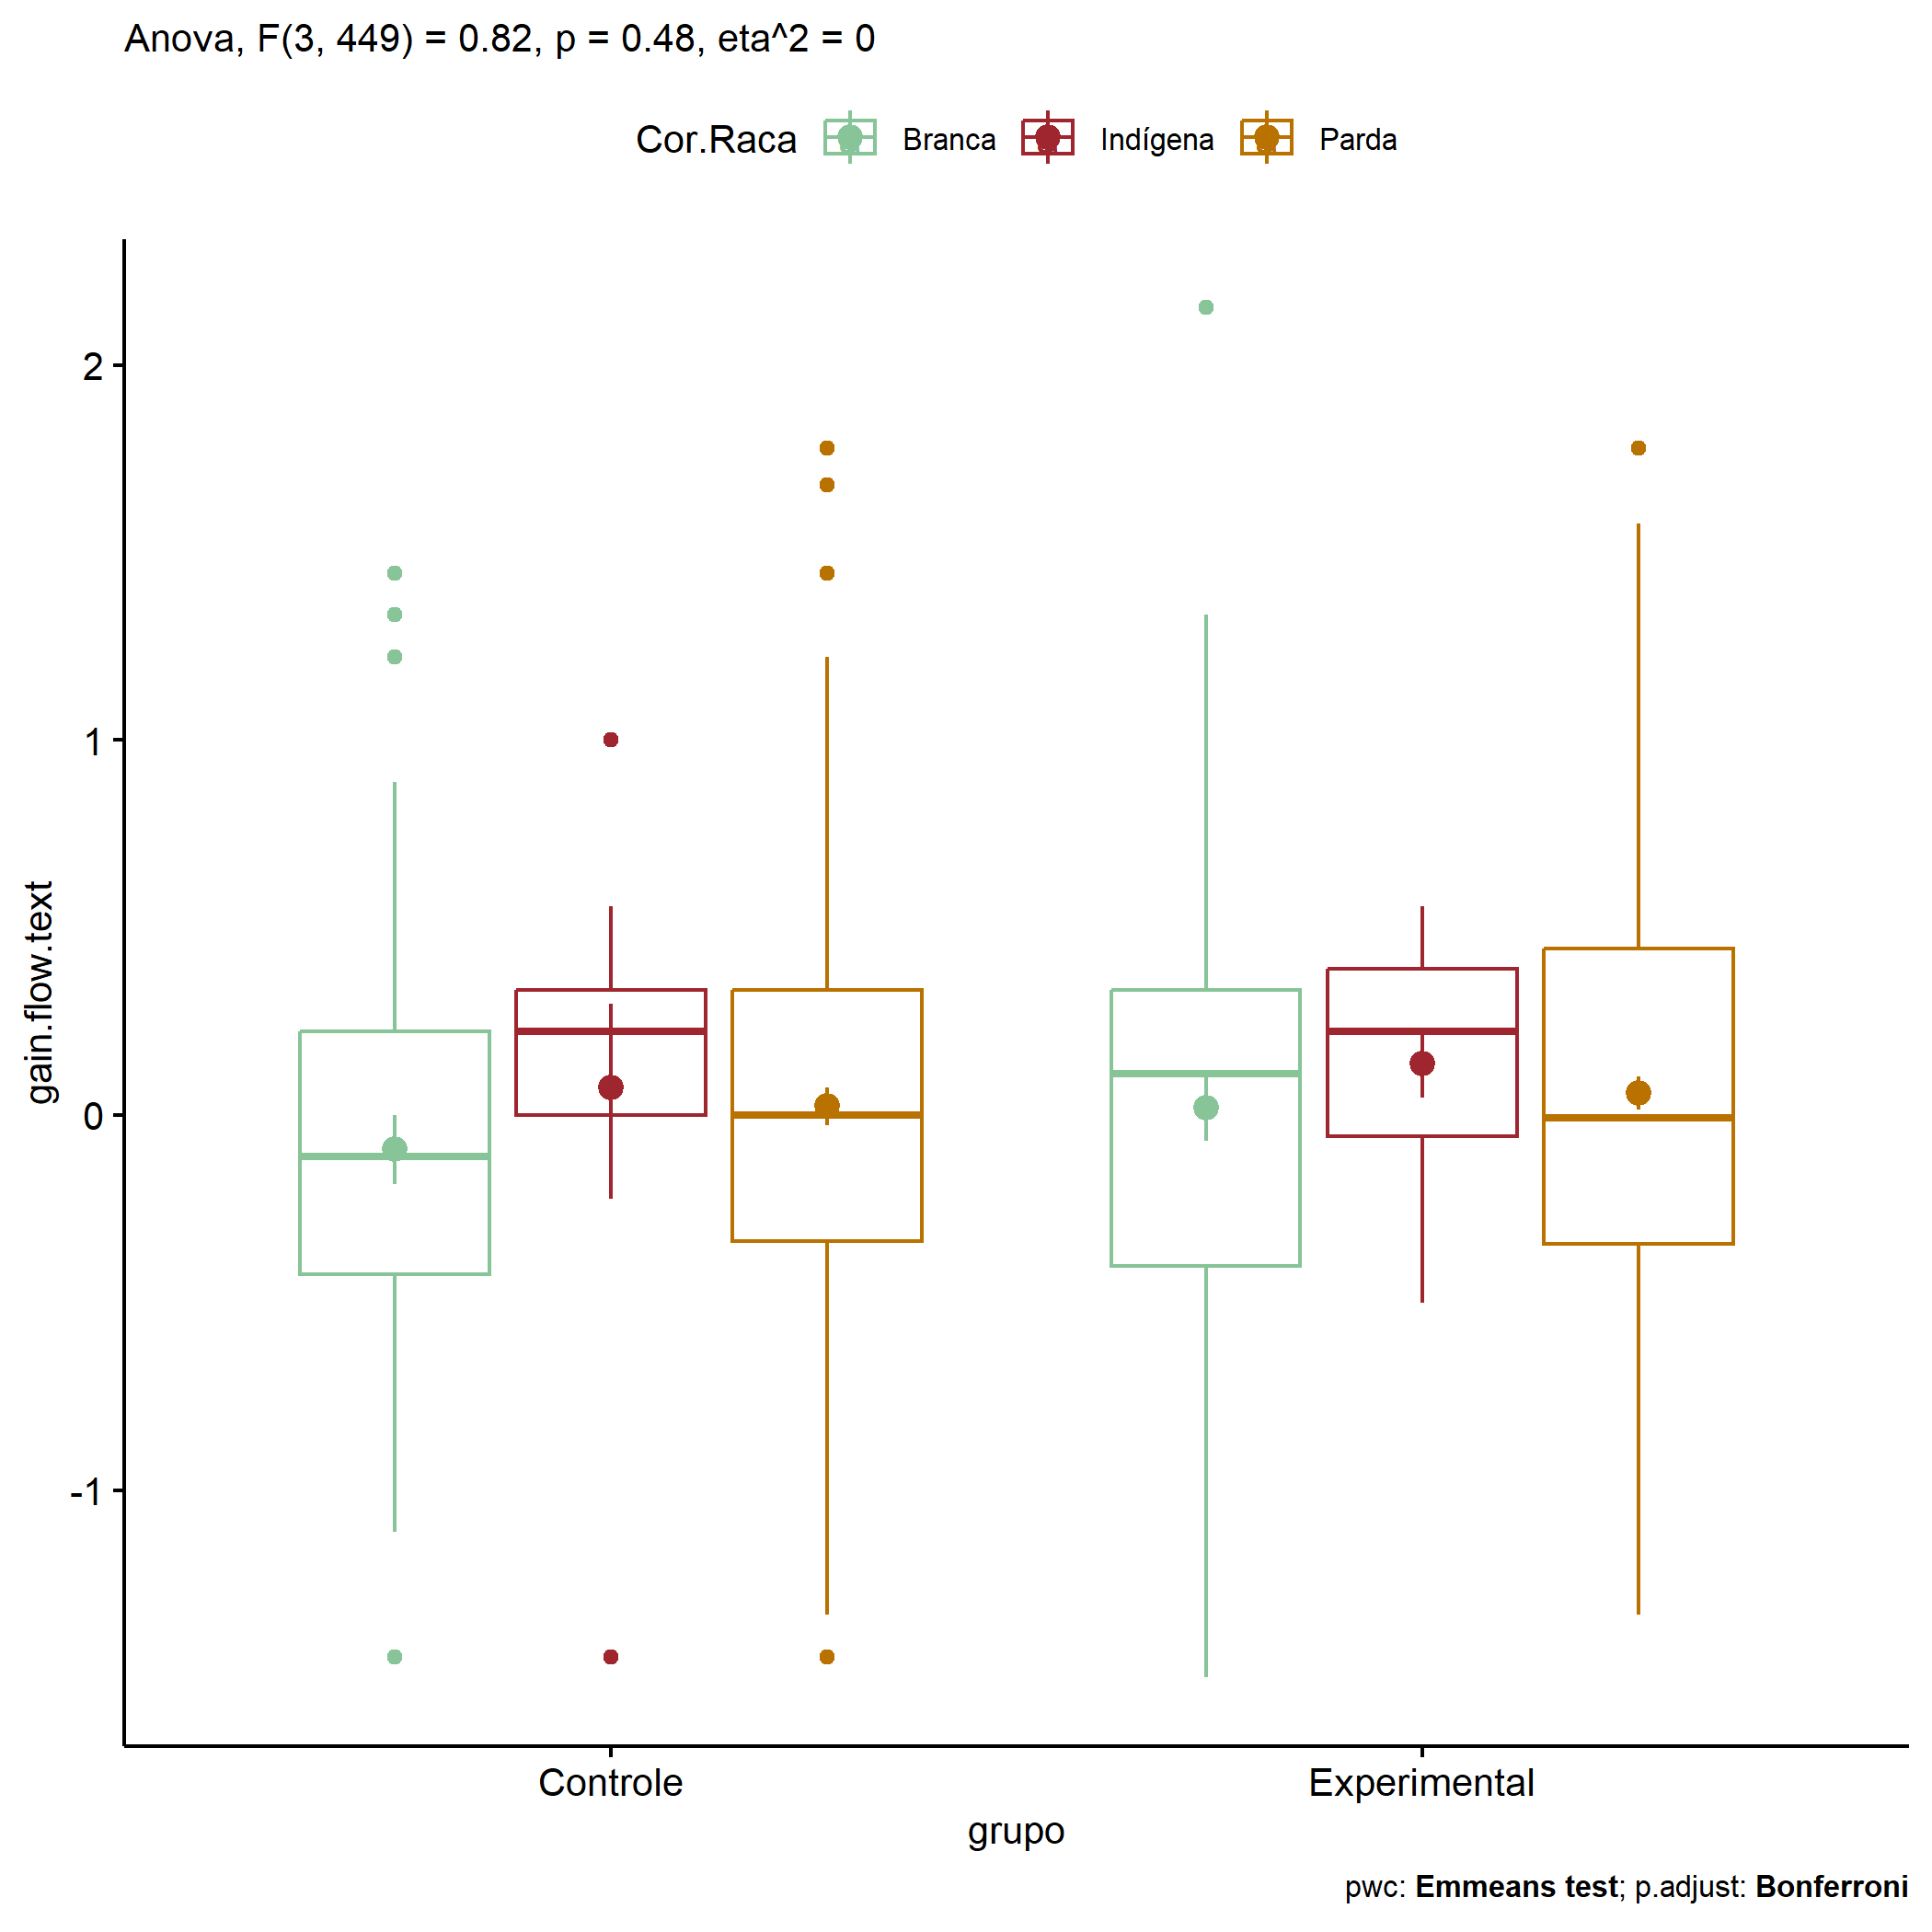 Anova, F(3, 449) = 0.82, p = 0.48, eta^2 = 0
Cor.Raca Branca Indígena Parda
gain.flow.text
2
1
0
-1
Controle Experimental
grupo
pwc: Emmeans test; p.adjust: Bonferroni